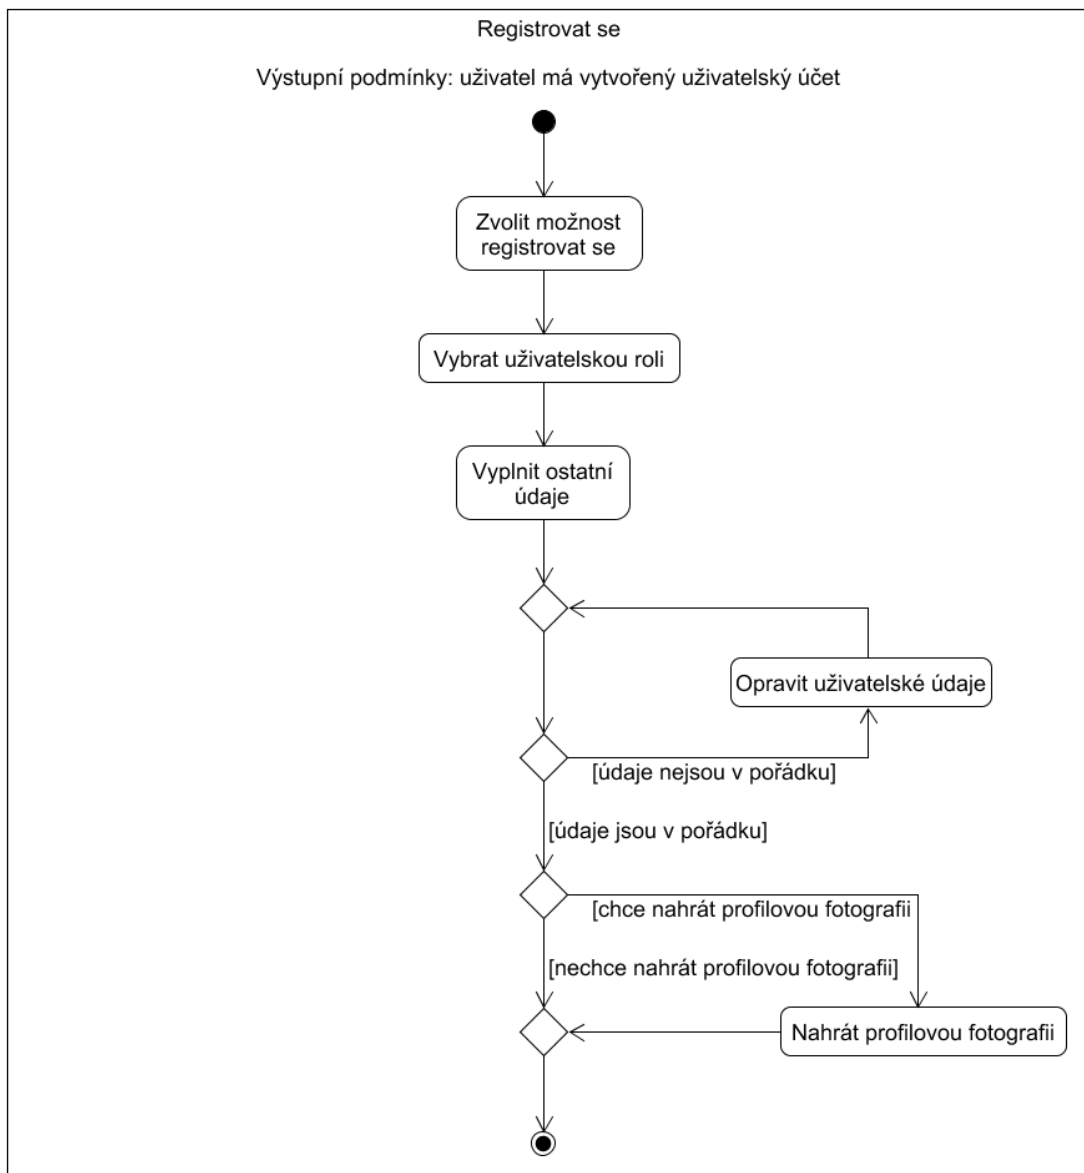 Registrovat se
Výstupní podmínky: uživatel má vytvořený uživatelský účet
Zvolit možnost
registrovat se
Vybrat uživatelskou roli
Vyplnit ostatní
údaje
Opravit uživatelské údaje
[údaje nejsou v pořádku]
[údaje jsou v pořádku]
[chce nahrát profilovou fotografii
[nechce nahrát profilovou fotografii]
Nahrát profilovou fotografii